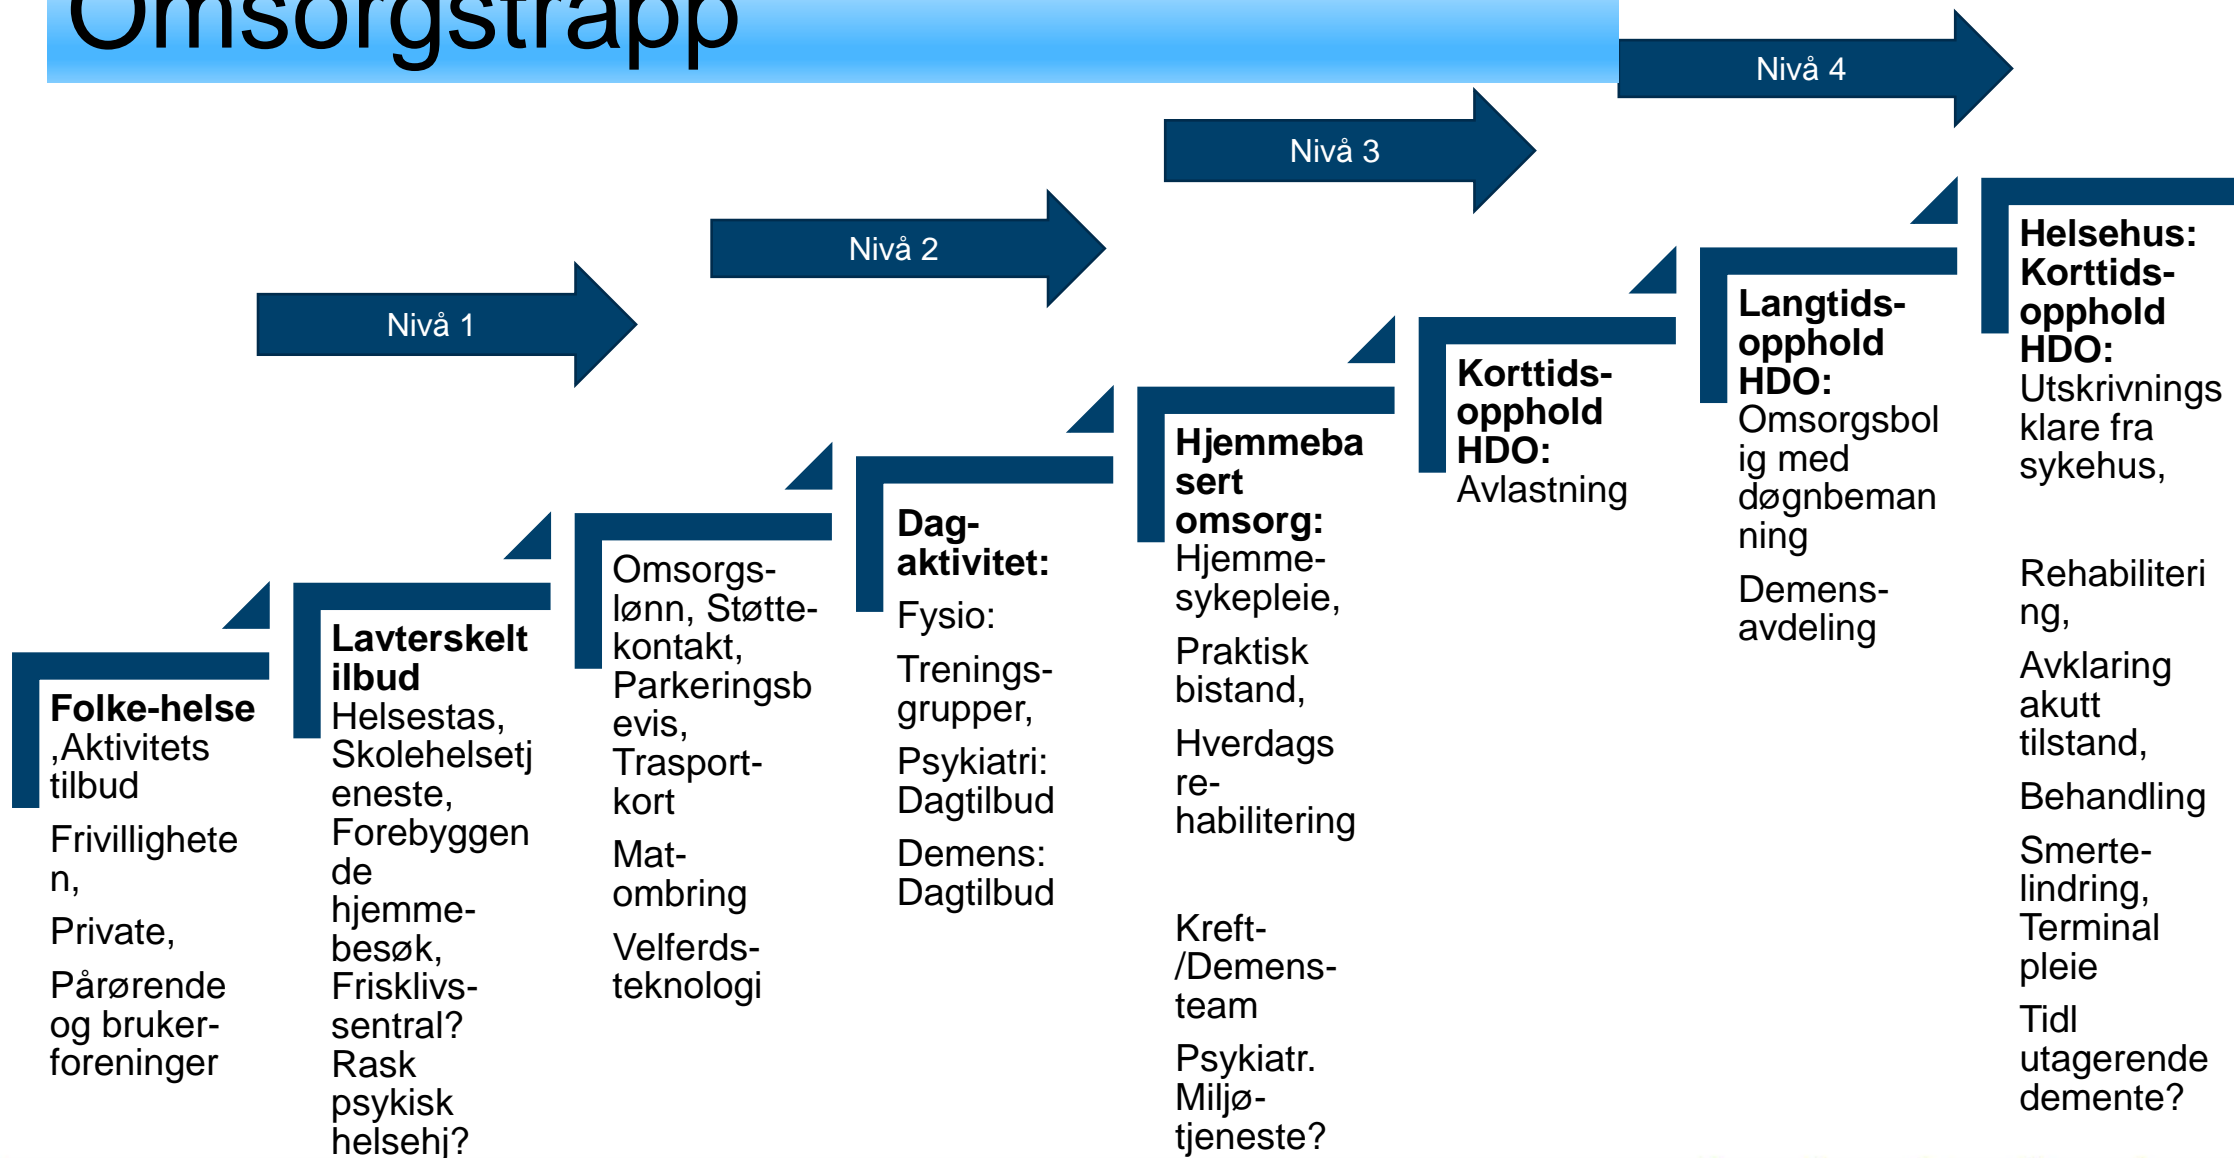 Omsorgstrapp
Nivå 1
Nivå 2
Nivå 3
Nivå 4
Folke-helse
,Aktivitets
tilbud
Frivillighete
n,
Private,
Pårørende
og bruker-
foreninger
Lavterskelt
ilbud
Helsestas,
Skolehelsetj
eneste,
Forebyggen
de
hjemme-
besøk,
Frisklivs-
sentral?
Rask
psykisk
helsehj?
Omsorgs-
lønn, Støtte-
kontakt,
Parkeringsb
evis,
Trasport-
kort
Mat-
ombring
Velferds-
teknologi
Dag-
aktivitet:
Fysio:
Trenings-
grupper,
Psykiatri:
Dagtilbud
Demens:
Dagtilbud
Hjemmeba
sert
omsorg:
Hjemme-
sykepleie,
Praktisk
bistand,
Hverdags
re-
habilitering
Kreft-
/Demens-
team
Psykiatr.
Miljø-
tjeneste?
Korttids-
opphold
HDO:
Avlastning
Langtids-
opphold
HDO:
Omsorgsbol
ig med
døgnbeman
ning
Demens-
avdeling
Helsehus:
Korttids-
opphold
HDO:
Utskrivnings
klare fra
sykehus,
Rehabiliteri
ng,
Avklaring
akutt
tilstand,
Behandling
Smerte-
lindring,
Terminal
pleie
Tidl
utagerende
demente?